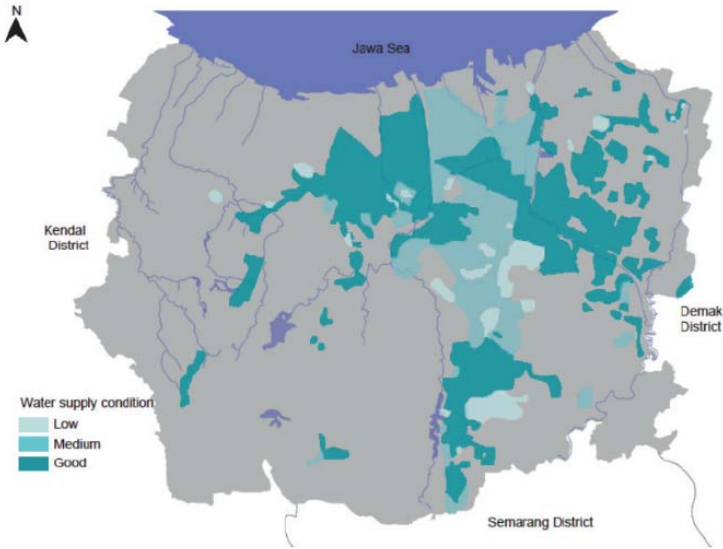 N
Jawa Sea
Kendal
District
Demak
District
Water supply condition
Low
Medium
Good
Semarang District